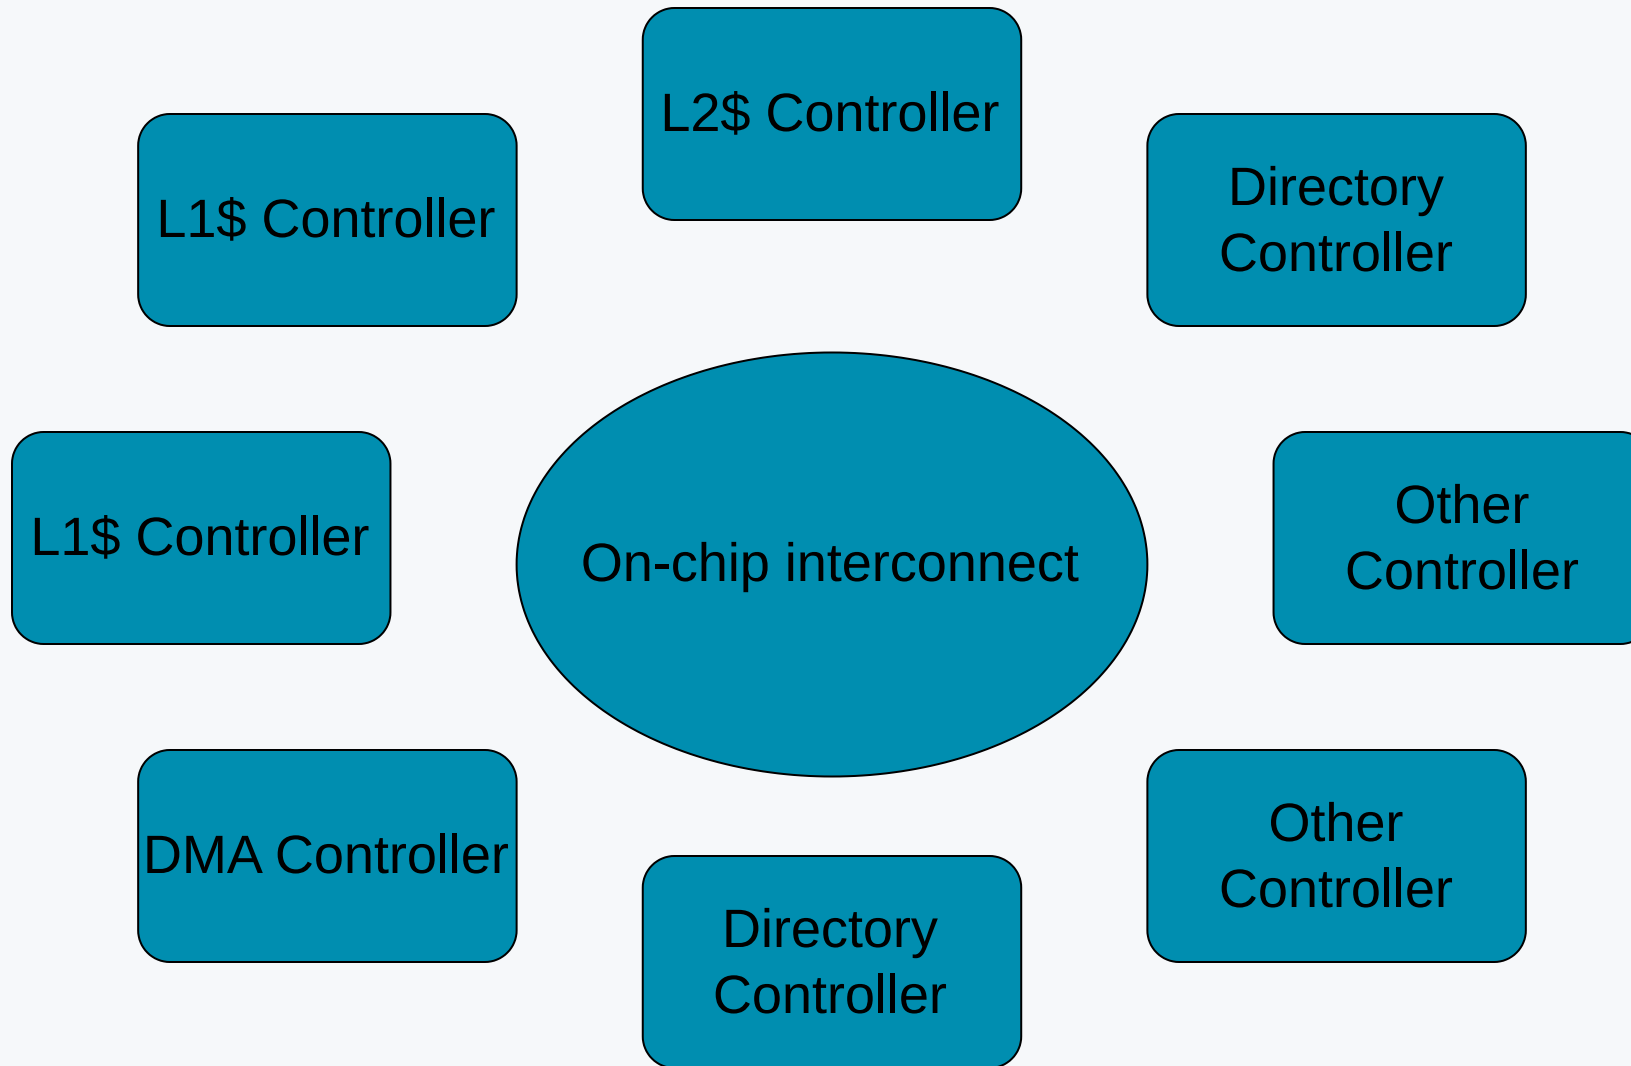 L2$ Controller
L1$ Controller
Directory
Controller
L1$ Controller
On-chip interconnect
Other
Controller
DMA Controller
Other
Controller
Directory
Controller